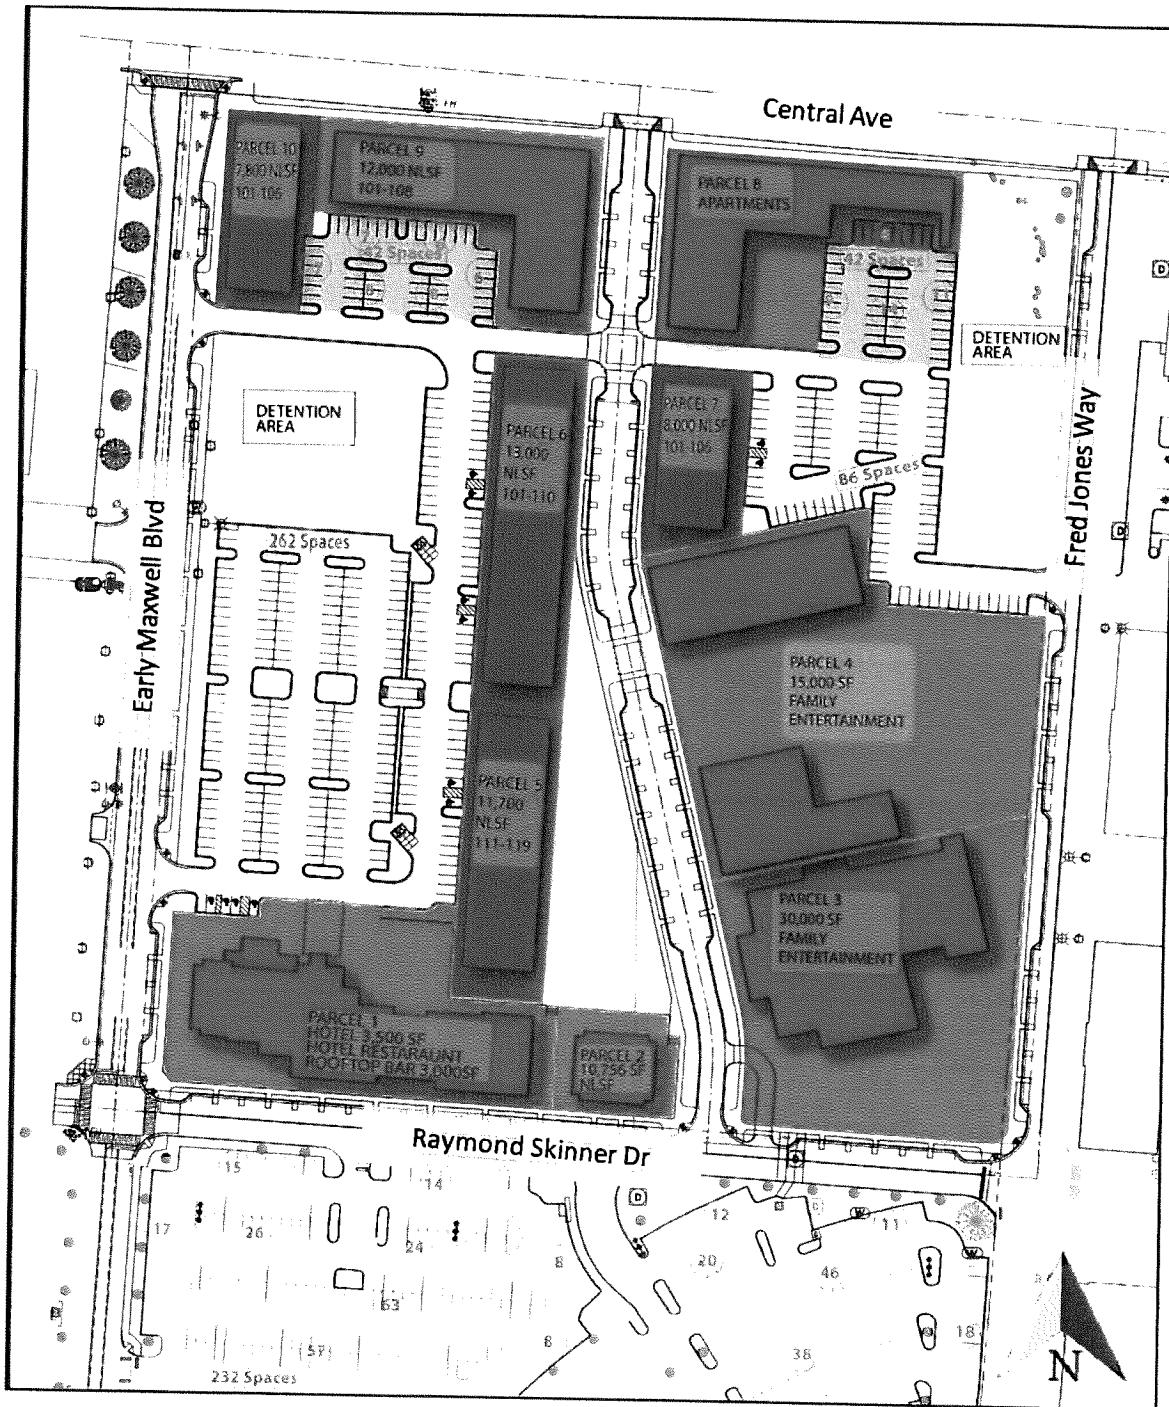 Central Ave
PARCEL 10
7,800 NLSF
101-106
PARCEL 9
12,000 NLSF
101-108
PARCEL 8
APARTMENTS
42 Spaces
42 Spaces
DETENTION
AREA
DETENTION
AREA
PARCEL 6
13,000
NLSF
101-110
PARCEL 7
8,000 NLSF
101-106
86 Spaces
Fred Jones Way
Early Maxwell Blvd
262 Spaces
PARCEL 4
15,000 SF
FAMILY
ENTERTAINMENT
PARCEL 5
11,700
NLSF
111-119
PARCEL 3
30,000 SF
FAMILY
ENTERTAINMENT
PARCEL 1
HOTEL 3,500 SF
HOTEL RESTARAUNT
ROOFTOP BAR 3,000SF
PARCEL 2
10,756 SF
NLSF
Raymond Skinner Dr
15
14
17
26
24
8
12
11
20
46
63
57
8
38
18
232 Spaces
D
D
D
D
W
W
N